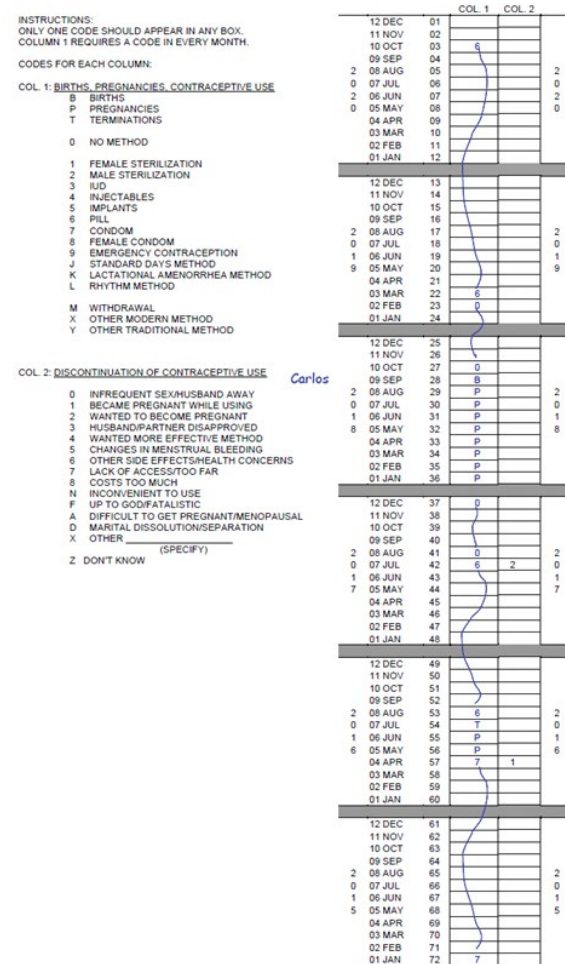 INSTRUCTIONS:
ONLY ONE CODE SHOULD APPEAR IN ANY BOX.
COLUMN 1 REQUIRES A CODE IN EVERY MONTH.
CODES FOR EACH COLUMN:
COL. 1: BIRTHS, PREGNANCIES, CONTRACEPTIVE USE
B BIRTHS
P PREGNANCIES
T TERMINATIONS
0 NO METHOD
1 FEMALE STERILIZATION
2 MALE STERILIZATION
3 IUD
4 INJECTABLES
5 IMPLANTS
6 PILL
7 CONDOM
8 FEMALE CONDOM
9 EMERGENCY CONTRACEPTION
J STANDARD DAYS METHOD
K LACTATIONAL AMENORRHEA METHOD
L RHYTHM METHOD
M WITHDRAWAL
X OTHER MODERN METHOD
Y OTHER TRADITIONAL METHOD
COL. 2: DISCONTINUATION OF CONTRACEPTIVE USE
0 INFREQUENT SEX/HUSBAND AWAY
1 BECAME PREGNANT WHILE USING
2 WANTED TO BECOME PREGNANT
3 HUSBAND/PARTNER DISAPPROVED
4 WANTED MORE EFFECTIVE METHOD
5 CHANGES IN MENSTRUAL BLEEDING
6 OTHER SIDE EFFECTS/HEALTH CONCERNS
7 LACK OF ACCESS/TOO FAR
8 COSTS TOO MUCH
N INCONVENIENT TO USE
F UP TO GOD/FATALISTIC
A DIFFICULT TO GET PREGNANT/MENOPAUSAL
D MARITAL DISSOLUTION/SEPARATION
X OTHER
(SPECIFY)
Z DON'T KNOW
Carlos
COL. 1 COL. 2
12 DEC 01
11 NOV 02
10 OCT 03 6
09 SEP 04
2 08 AUG 05 2
0 07 JUL 06 0
2 06 JUN 07 2
0 05 MAY 08 0
04 APR 09
03 MAR 10
02 FEB 11
01 JAN 12
12 DEC 13
11 NOV 14
10 OCT 15
09 SEP 16
2 08 AUG 17 2
0 07 JUL 18 0
1 06 JUN 19 1
9 05 MAY 20 9
04 APR 21
03 MAR 22 6
02 FEB 23 0
01 JAN 24
12 DEC 25
11 NOV 26
10 OCT 27 0
09 SEP 28 B
2 08 AUG 29 P 2
0 07 JUL 30 P 0
1 06 JUN 31 P 1
8 05 MAY 32 P 8
04 APR 33 P
03 MAR 34 P
02 FEB 35 P
01 JAN 36 P
12 DEC 37 0
11 NOV 38
10 OCT 39
09 SEP 40
2 08 AUG 41 0 2
0 07 JUL 42 6 2 0
1 06 JUN 43 1
7 05 MAY 44 7
04 APR 45
03 MAR 46
02 FEB 47
01 JAN 48
12 DEC 49
11 NOV 50
10 OCT 51
09 SEP 52
2 08 AUG 53 6 2
0 07 JUL 54 T 0
1 06 JUN 55 P 1
6 05 MAY 56 P 6
04 APR 57 7 1
03 MAR 58
02 FEB 59
01 JAN 60
12 DEC 61
11 NOV 62
10 OCT 63
09 SEP 64
2 08 AUG 65 2
0 07 JUL 66 0
1 06 JUN 67 1
5 05 MAY 68 5
04 APR 69
03 MAR 70
02 FEB 71
01 JAN 72 7